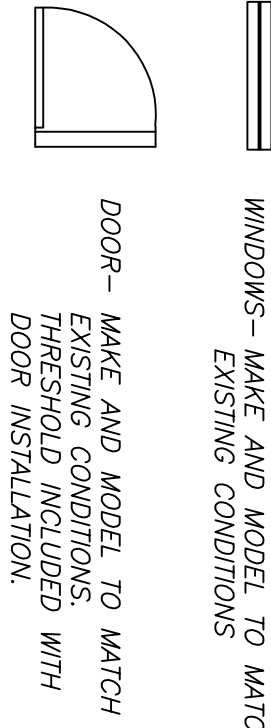 WINDOWS– MAKE AND MODEL TO
EXISTING CONDITIONS
DOOR– MAKE AND MODEL TO MATCH
EXISTING CONDITIONS.
THRESHOLD INCLUDED WITH
DOOR INSTALLATION.